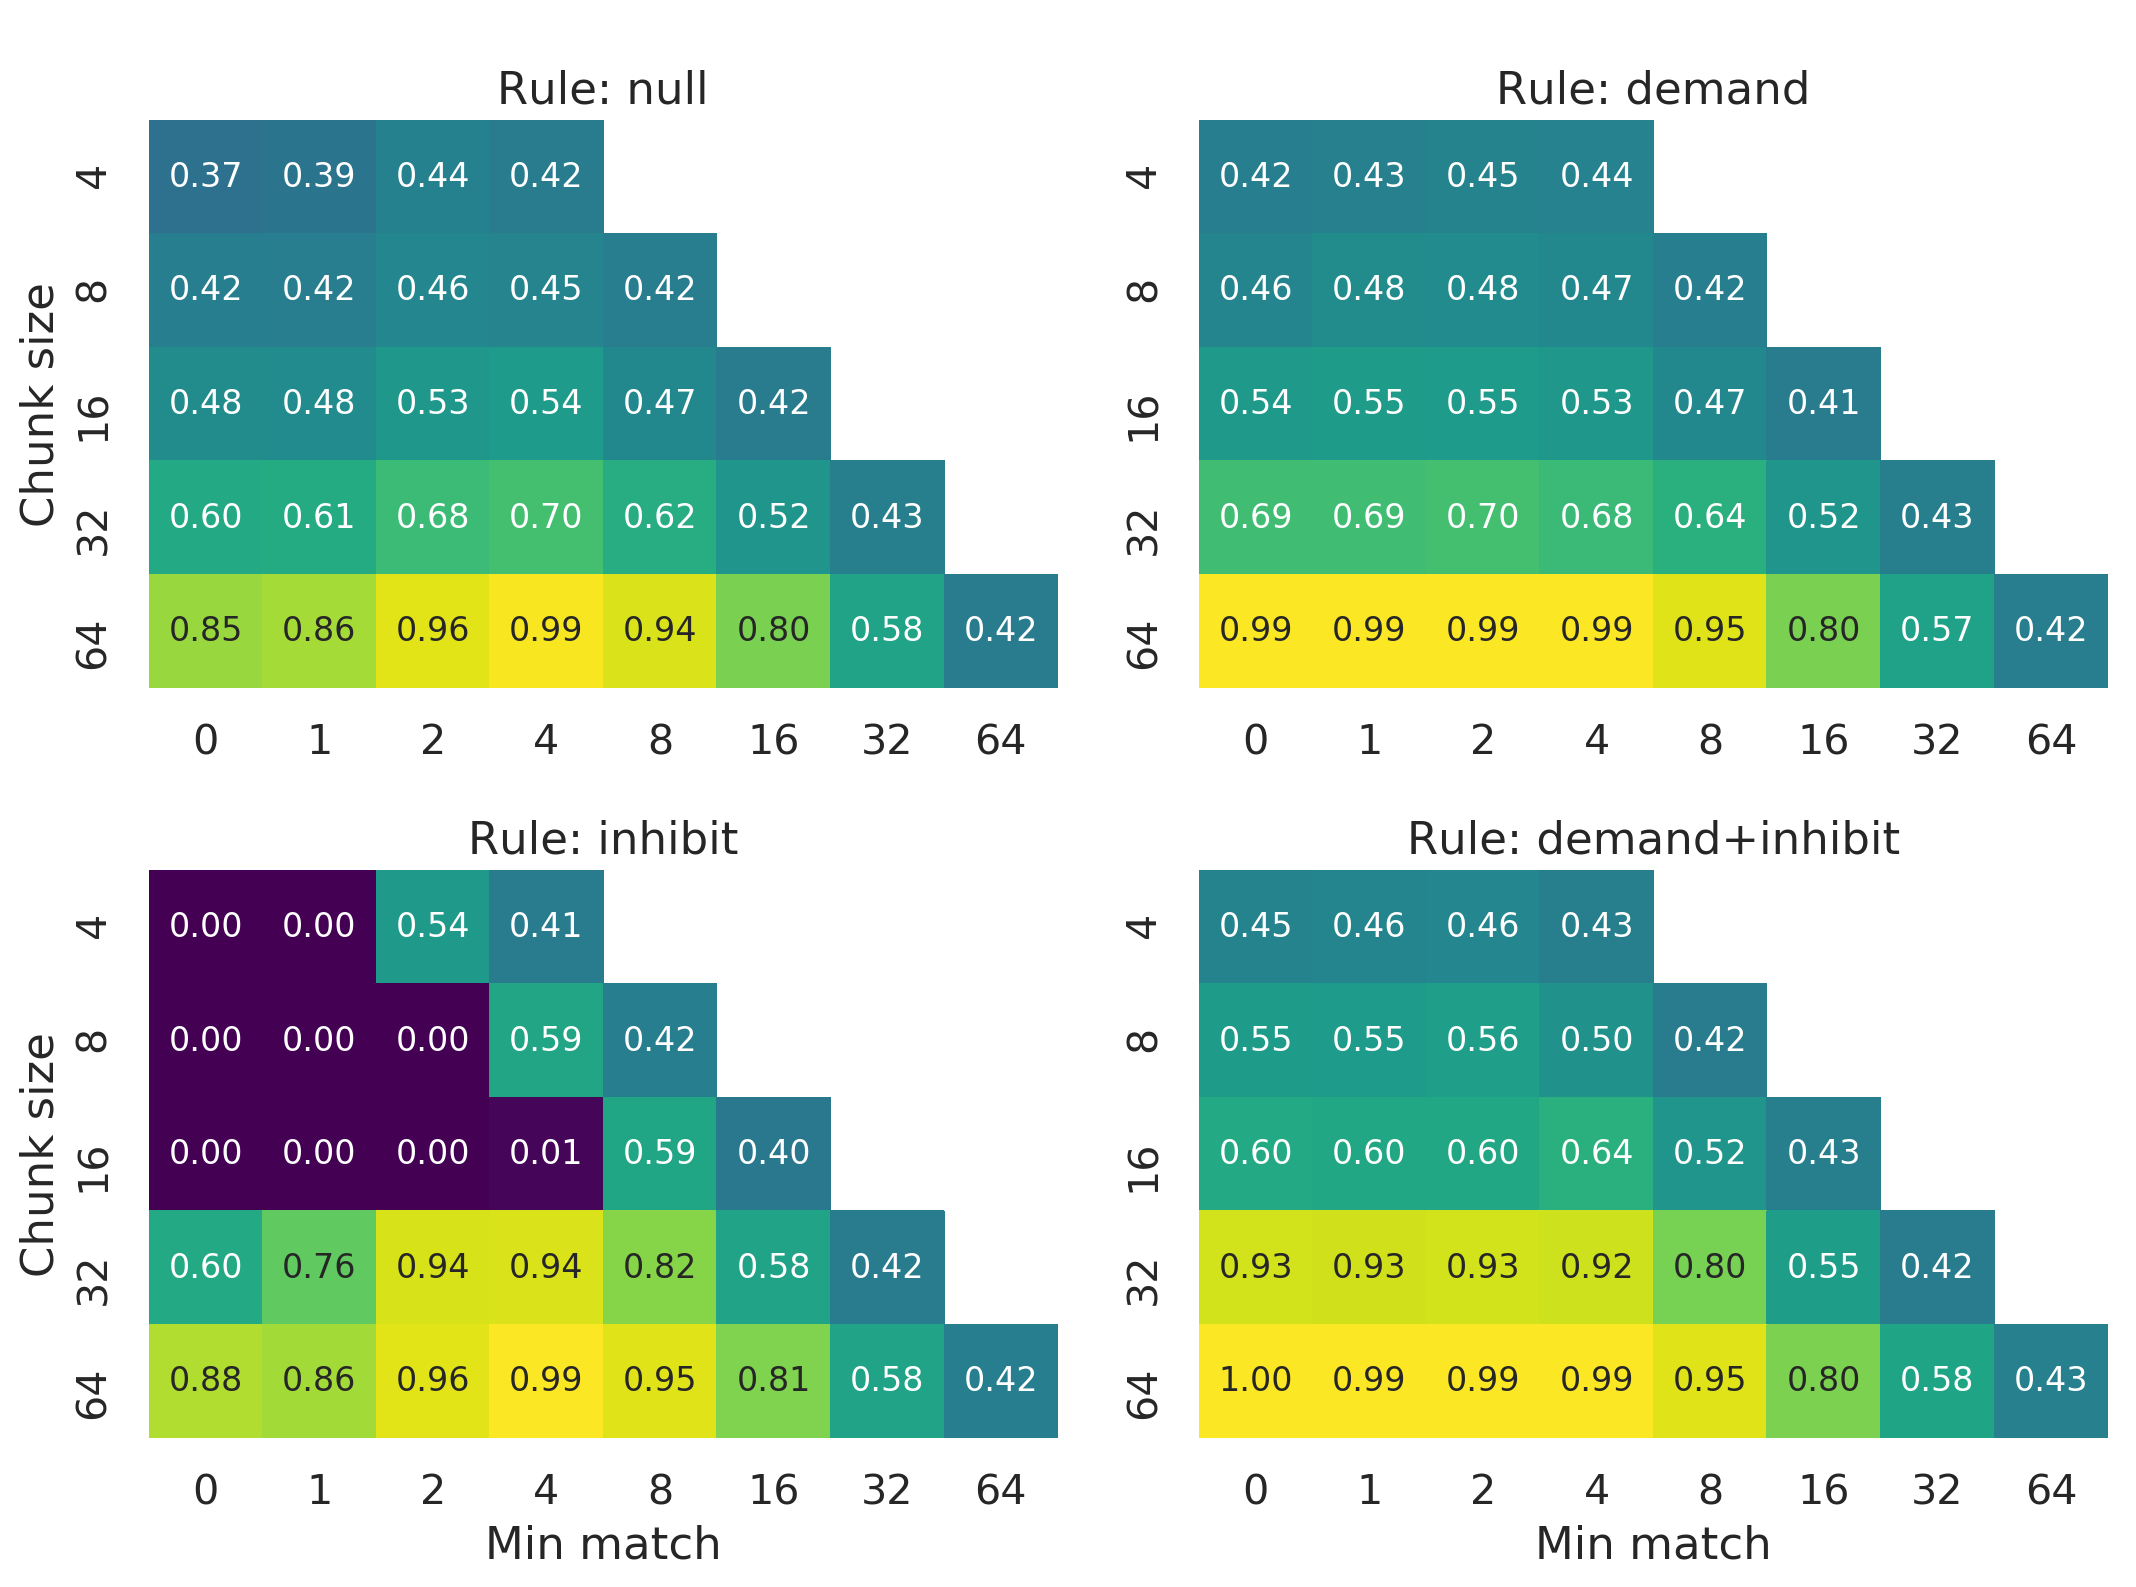 Rule: null
Chunk size
4 0.37 0.39 0.44 0.42
8 0.42 0.42 0.46 0.45 0.42
16 0.48 0.48 0.53 0.54 0.47 0.42
32 0.60 0.61 0.68 0.70 0.62 0.52 0.43
64 0.85 0.86 0.96 0.99 0.94 0.80 0.58 0.42
0 1 2 4 8 16 32 64
Rule: demand
4 0.42 0.43 0.45 0.44
8 0.46 0.48 0.48 0.47 0.42
16 0.54 0.55 0.55 0.53 0.47 0.41
32 0.69 0.69 0.70 0.68 0.64 0.52 0.43
64 0.99 0.99 0.99 0.99 0.95 0.80 0.57 0.42
0 1 2 4 8 16 32 64
Rule: inhibit
Chunk size
4 0.00 0.00 0.54 0.41
8 0.00 0.00 0.00 0.59 0.42
16 0.00 0.00 0.00 0.01 0.59 0.40
32 0.60 0.76 0.94 0.94 0.82 0.58 0.42
64 0.88 0.86 0.96 0.99 0.95 0.81 0.58 0.42
0 1 2 4 8 16 32 64
Min match
Rule: demand+inhibit
4 0.45 0.46 0.46 0.43
8 0.55 0.55 0.56 0.50 0.42
16 0.60 0.60 0.60 0.64 0.52 0.43
32 0.93 0.93 0.93 0.92 0.80 0.55 0.42
64 1.00 0.99 0.99 0.99 0.95 0.80 0.58 0.43
0 1 2 4 8 16 32 64
Min match